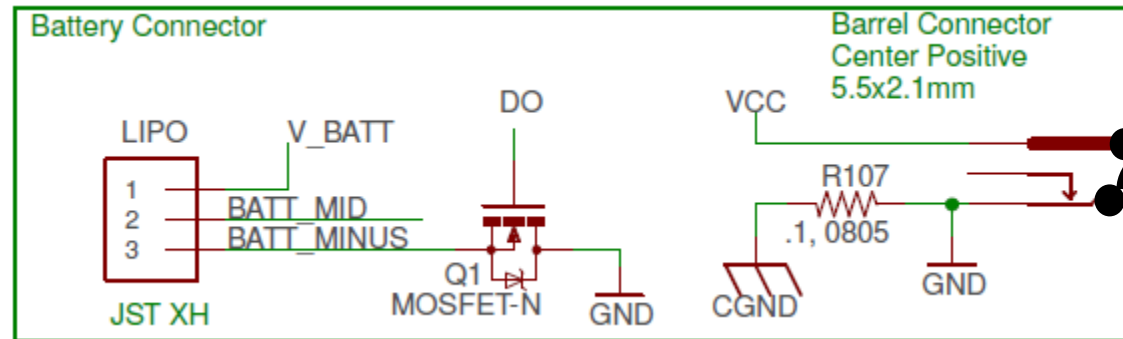 Battery Connector
Barrel Connector
Center Positive
5.5x2.1mm
DO
VCC
LIPO
V_BATT
1
2
3
BATT_MID
BATT_MINUS
R107
.1, 0805
Q1
MOSFET-N
GND
CGND
GND
JST XH